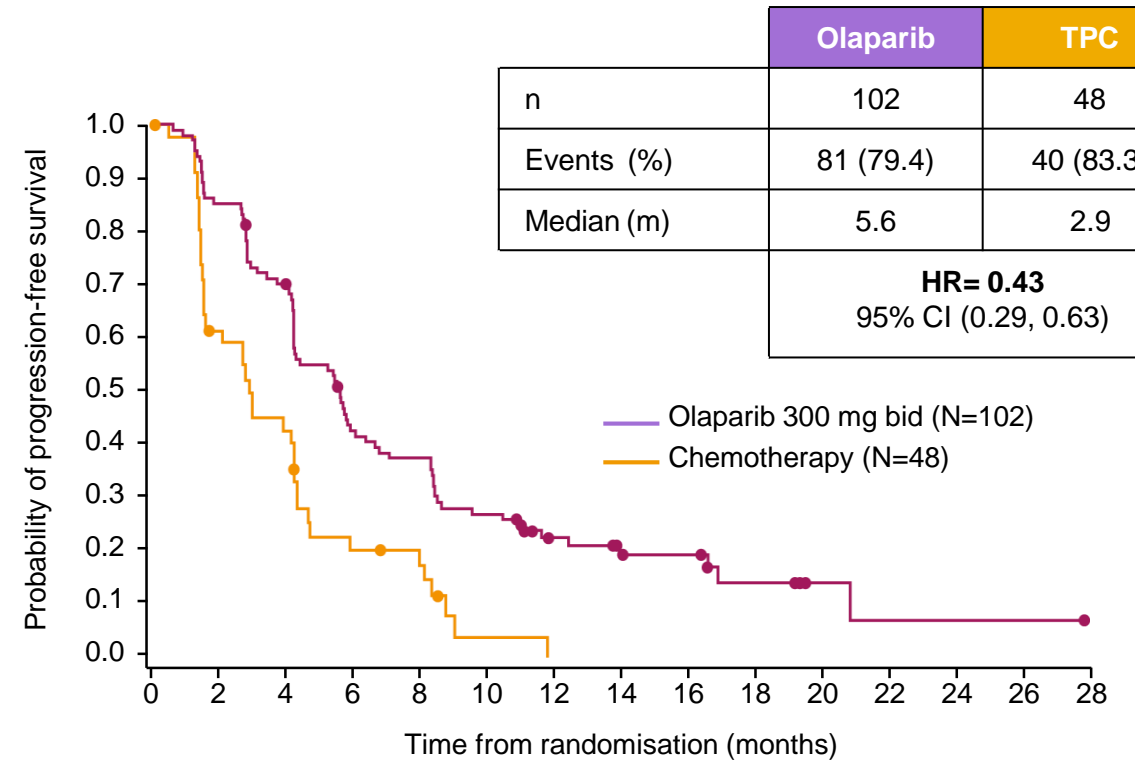 Olaparib TPC
n 102 48
Events (%) 81 (79.4) 40 (83.3
Median (m) 5.6 2.9
HR= 0.43
95% CI (0.29, 0.63)
Probability of progression-free survival
1.0
0.9
0.8
0.7
0.6
0.5
0.4
0.3
0.2
0.1
0.0
Olaparib 300 mg bid (N=102)
Chemotherapy (N=48)
0 2 4 6 8 10 12 14 16 18 20 22 24 26 28
Time from randomisation (months)